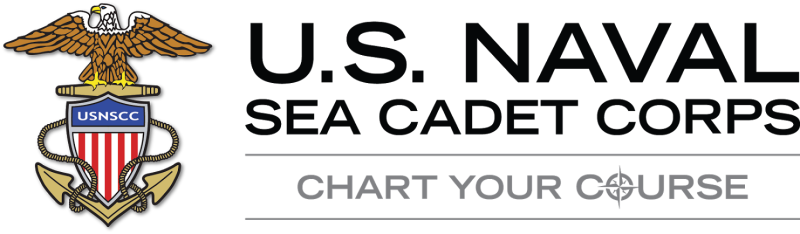 USNSCC
U.S. NAVAL
SEA CADET CORPS
CHART YOUR COURSE